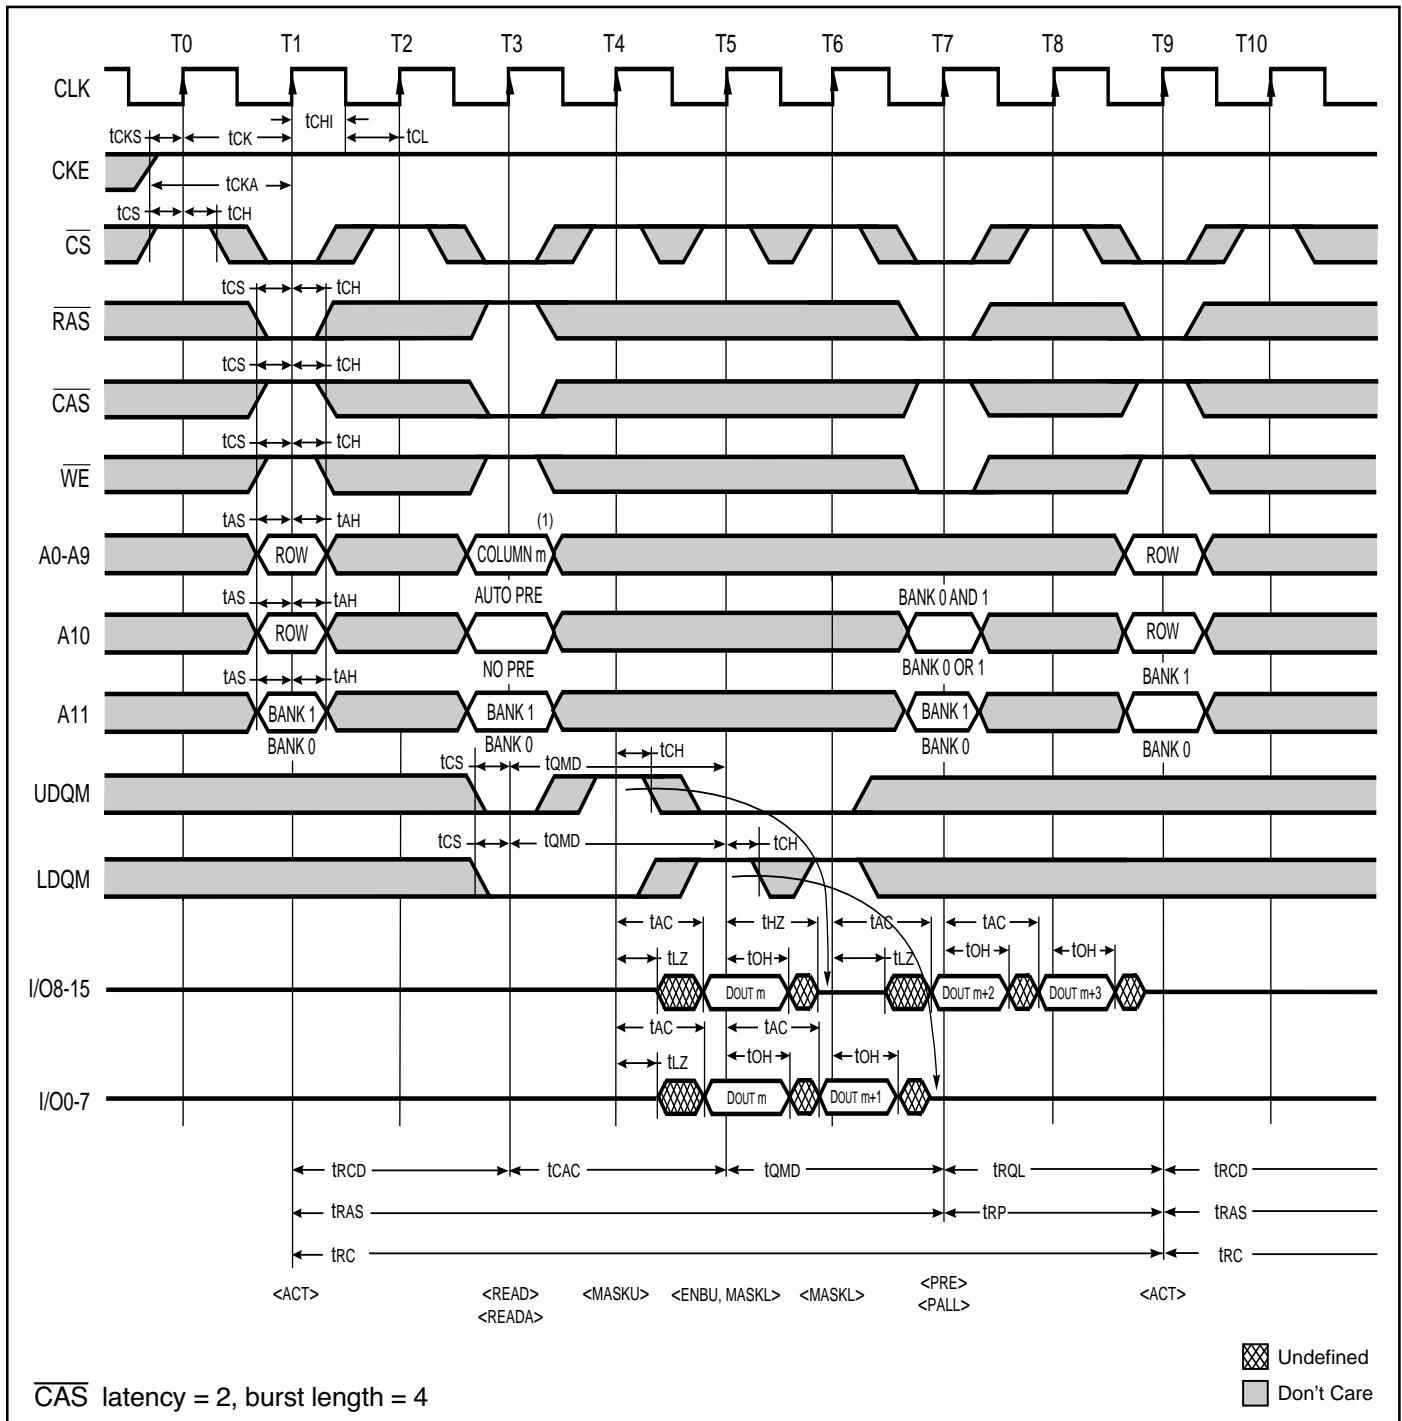 T0 T1 T2 T3 T4 T5 T6 T7 T8 T9 T10
CLK
tCHI
tCKS tCK tCL
CKE
tCKA
tCS tCH
CS
tCS tCH
RAS
tCS tCH
CAS
tCS tCH
WE
tAS tAH (1)
A0-A9 ROW COLUMN m ROW
tAS tAH AUTO PRE BANK 0 AND 1
A10 ROW ROW
tAS tAH NO PRE BANK 0 OR 1 BANK 1
A11 BANK 1 BANK 1 BANK 1
BANK 0 BANK 0 BANK 0 BANK 0
tCS tQMD tCH
UDQM
tCS tQMD tCH
LDQM
tAC tHZ tAC tAC
tLZ tOH tLZ tOH tOH
I/O8-15 DOUT m DOUT m+2 DOUT m+3
tAC tAC
tLZ tOH tOH
I/O0-7 DOUT m DOUT m+1
tRCD tCAC tQMD tRQL tRCD
tRAS tRP tRAS
tRC tRC
<ACT> <READ> <MASKU> <ENBU, MASKL> <MASKL> <PRE> <ACT>
<READA> <PALL>
Undefined
Don't Care
CAS latency = 2, burst length = 4